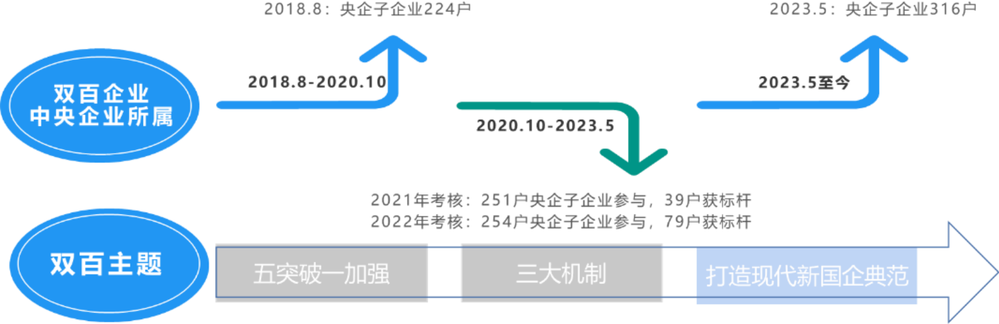 2018.8：央企子企业224户
2023.5：央企子企业316户
双百企业
中央企业所属
2018.8-2020.10
2020.10-2023.5
2023.5至今
2021年考核：251户央企子企业参与，39户获标杆
2022年考核：254户央企子企业参与，79户获标杆
双百主题
五突破一加强
三大机制
打造现代新国企典范